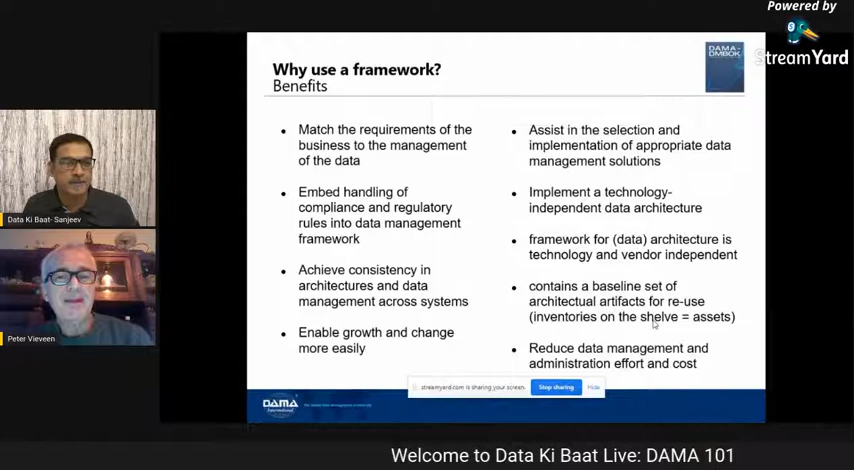 Powered by
StreamYard
DAMA-
DMBOK
Why use a framework?
Benefits
• Match the requirements of the
business to the management
of the data
• Embed handling of
compliance and regulatory
rules into data management
framework
• Achieve consistency in
architectures and data
management across systems
• Enable growth and change
more easily
• Assist in the selection and
implementation of appropriate data
management solutions
• Implement a technology-
independent data architecture
• framework for (data) architecture is
technology and vendor independent
• contains a baseline set of
architectual artifacts for re-use
(inventories on the shelve = assets)
• Reduce data management and
administration effort and cost
Data Ki Baat- Sanjeev
Peter Vieveen
streamyard.com is sharing your screen.
Stop sharing
Hide
DAMA
International
Welcome to Data Ki Baat Live: DAMA 101